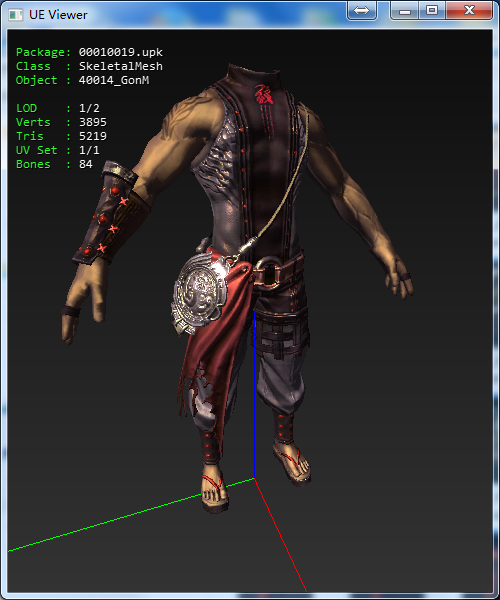 UE Viewer
Package: 00010019.upk
Class  : SkeletalMesh
Object : 40014_GonM
LOD    : 1/2
Verts  : 3895
Tris   : 5219
UV Set : 1/1
Bones  : 84